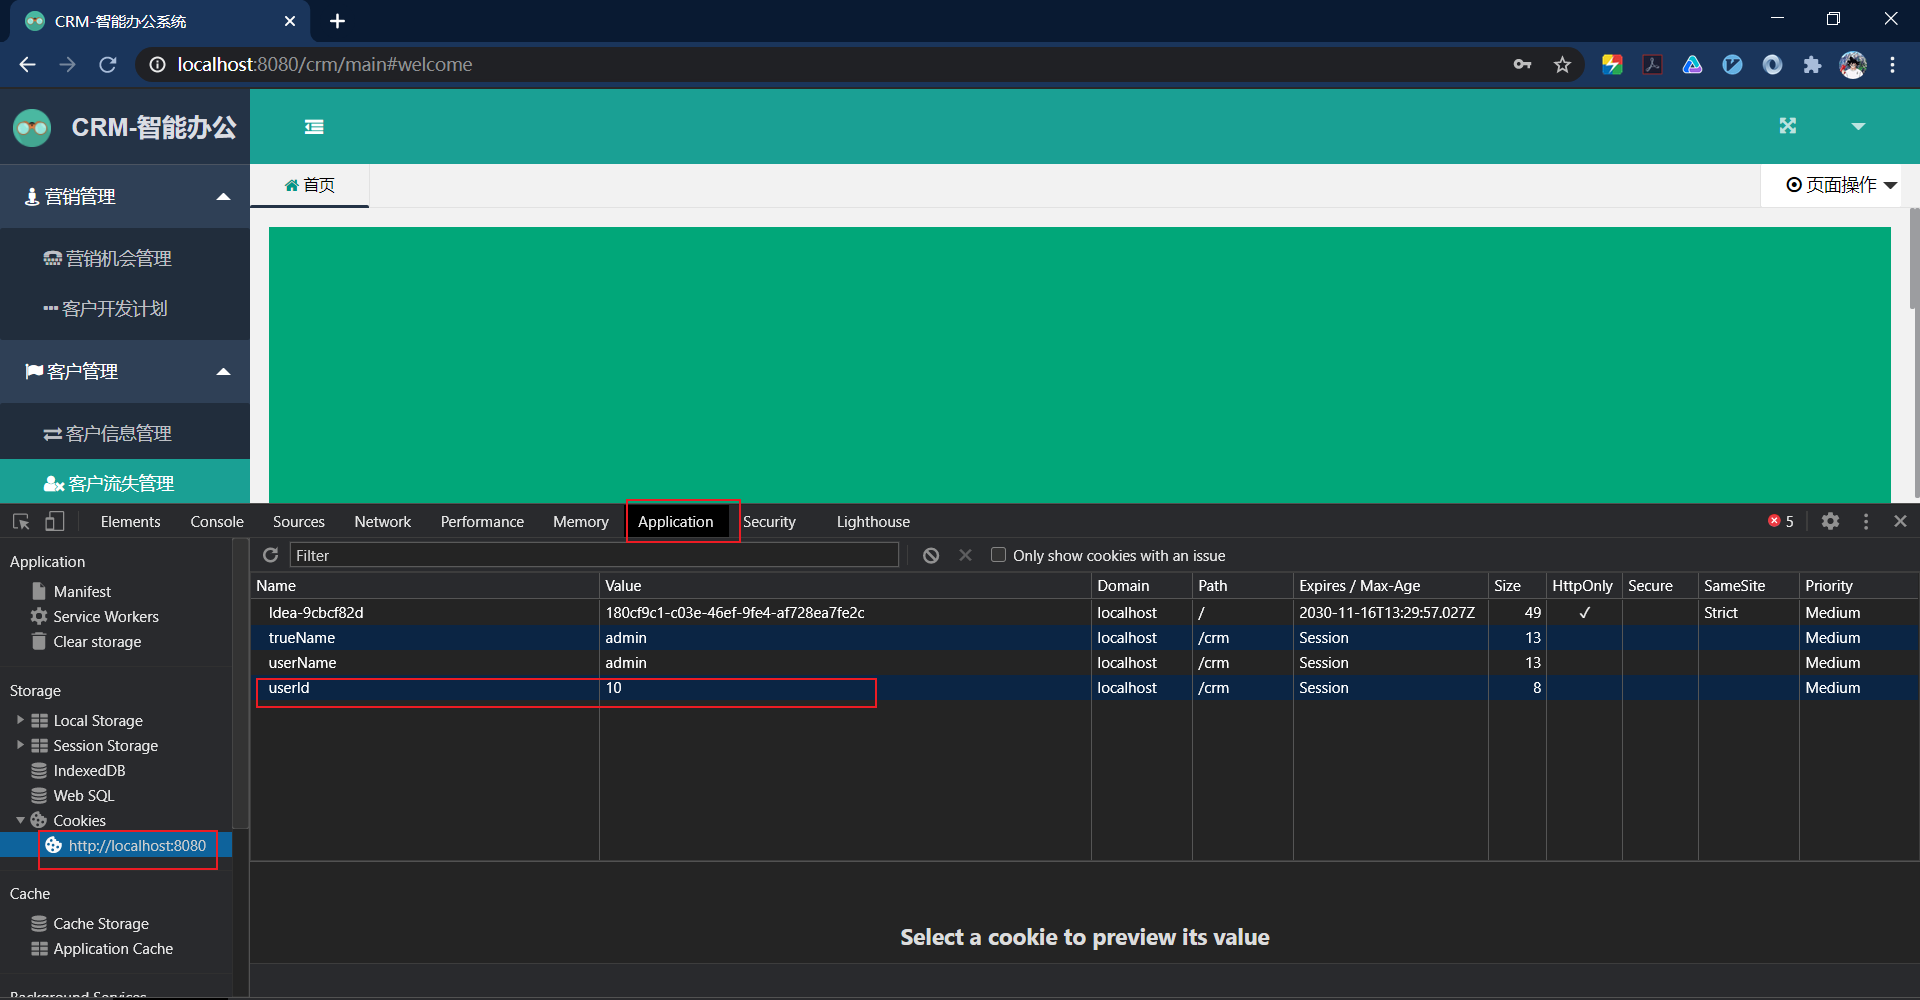 CRM-智能办公系统
localhost:8080/crm/main#welcome
CRM-智能办公
首页
页面操作
营销管理
营销机会管理
客户开发计划
客户管理
客户信息管理
客户流失管理
Elements Console Sources Network Performance Memory Application Security Lighthouse 5
Application
Manifest
Service Workers
Clear storage
Storage
Local Storage
Session Storage
IndexedDB
Web SQL
Cookies
http://localhost:8080
Cache
Cache Storage
Application Cache
Background Services
Filter Only show cookies with an issue
Name Value Domain Path Expires / Max-Age Size HttpOnly Secure SameSite Priority
Idea-9cbcf82d 180cf9c1-c03e-46ef-9fe4-af728ea7fe2c localhost / 2030-11-16T13:29:57.027Z 49 ✓ Strict Medium
trueName admin localhost /crm Session 13 Medium
userName admin localhost /crm Session 13 Medium
userId 10 localhost /crm Session 8 Medium
Select a cookie to preview its value